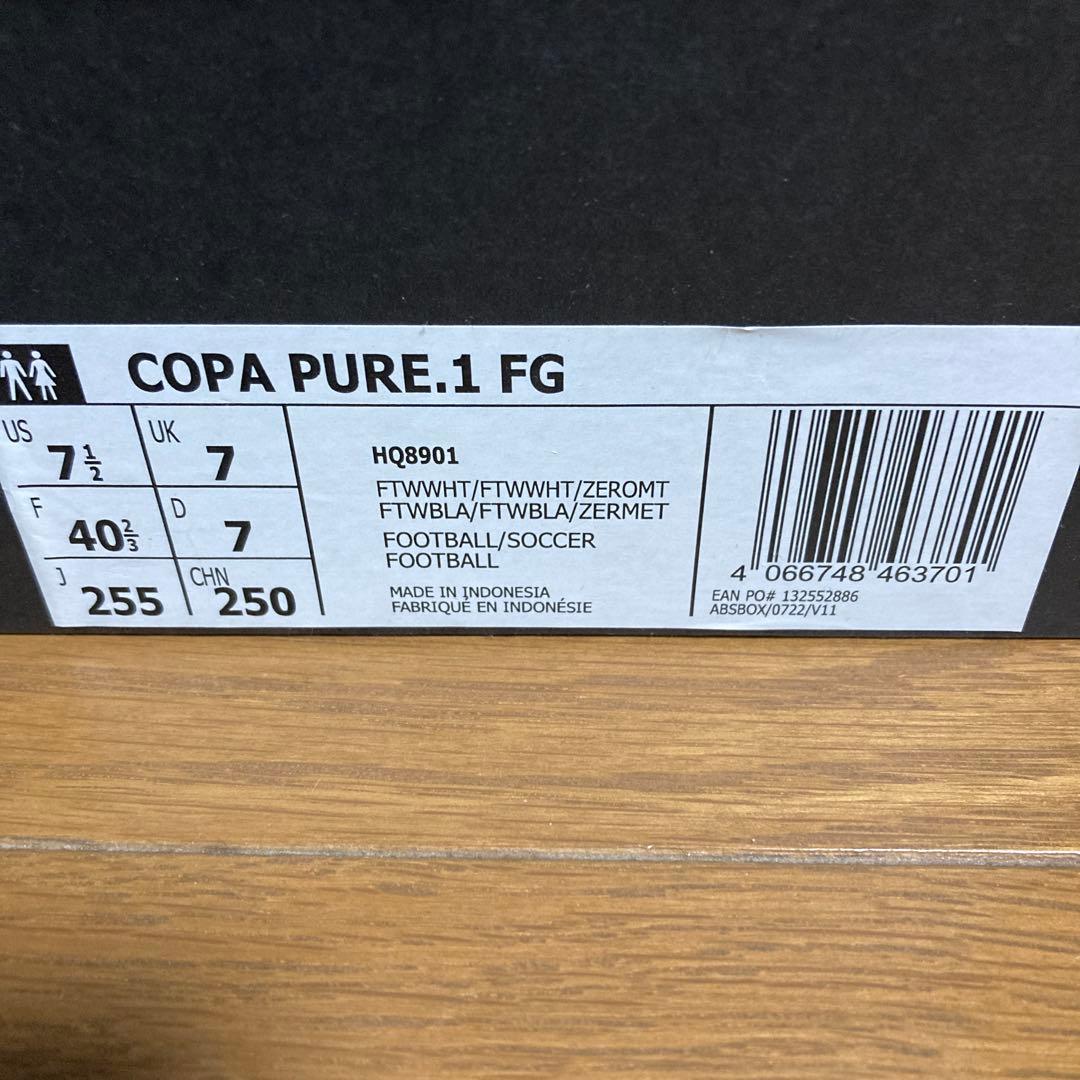 COPA PURE.1 FG
US 7½ UK 7
F 40⅔ D 7
J 255 CHN 250
HQ8901
FTWWHT/FTWWHT/ZEROMT
FTWBLA/FTWBLA/ZERMET
FOOTBALL/SOCCER
FOOTBALL
MADE IN INDONESIA
FABRIQUÉ EN INDONÉSIE
4 066748 463701
EAN PO# 132552886
ABSBOX/0722/V11